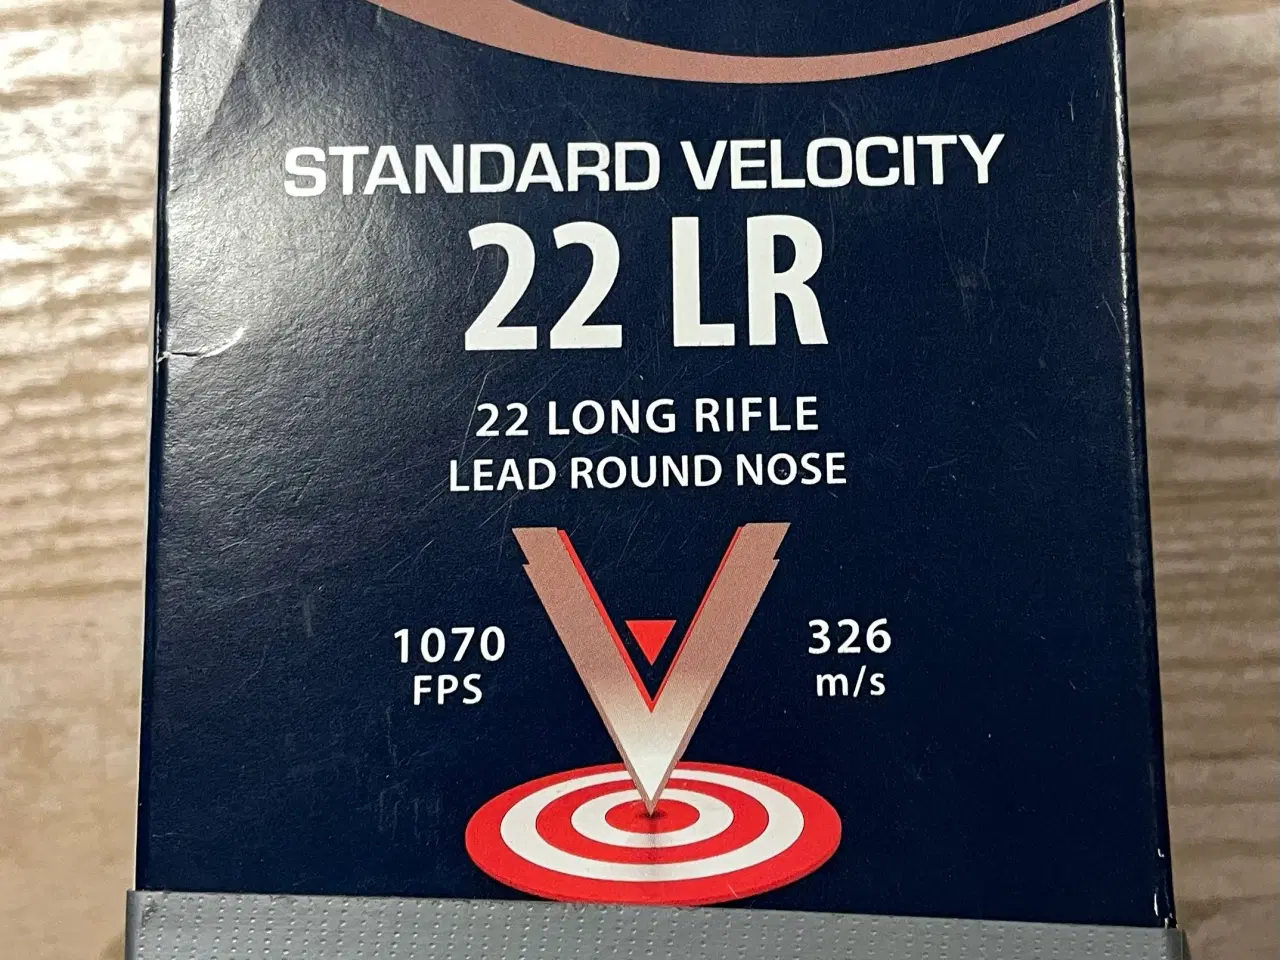 STANDARD VELOCITY
22 LR
22 LONG RIFLE
LEAD ROUND NOSE
1070
FPS
326
m/s